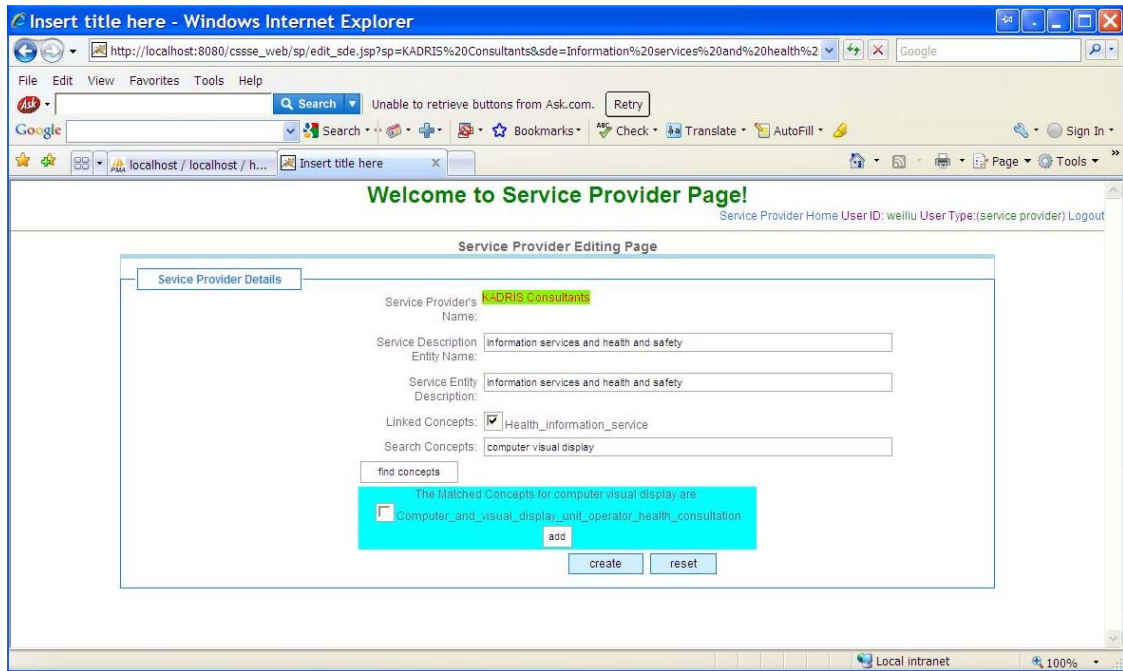 Insert title here - Windows Internet Explorer
http://localhost:8080/cssse_web/sp/edit_sde.jsp?sp=KADRIS%20Consultants&sde=Information%20services%20and%20health%2
Google
File Edit View Favorites Tools Help
Ask Search Unable to retrieve buttons from Ask.com. Retry
Google Search Bookmarks ABC Check Translate AutoFill Sign In
PMA localhost / localhost / h... Insert title here x Page Tools »
Welcome to Service Provider Page!
Service Provider Home User ID: weiliu User Type:(service provider) Logout
Service Provider Editing Page
Sevice Provider Details
Service Provider's Name: KADRIS Consultants
Service Description Entity Name: Information services and health and safety
Service Entity Description: Information services and health and safety
Linked Concepts: Health_information_service
Search Concepts: computer visual display
find concepts
The Matched Concepts for computer visual display are:
Computer_and_visual_display_unit_operator_health_consultation
add
create reset
Local intranet 100%